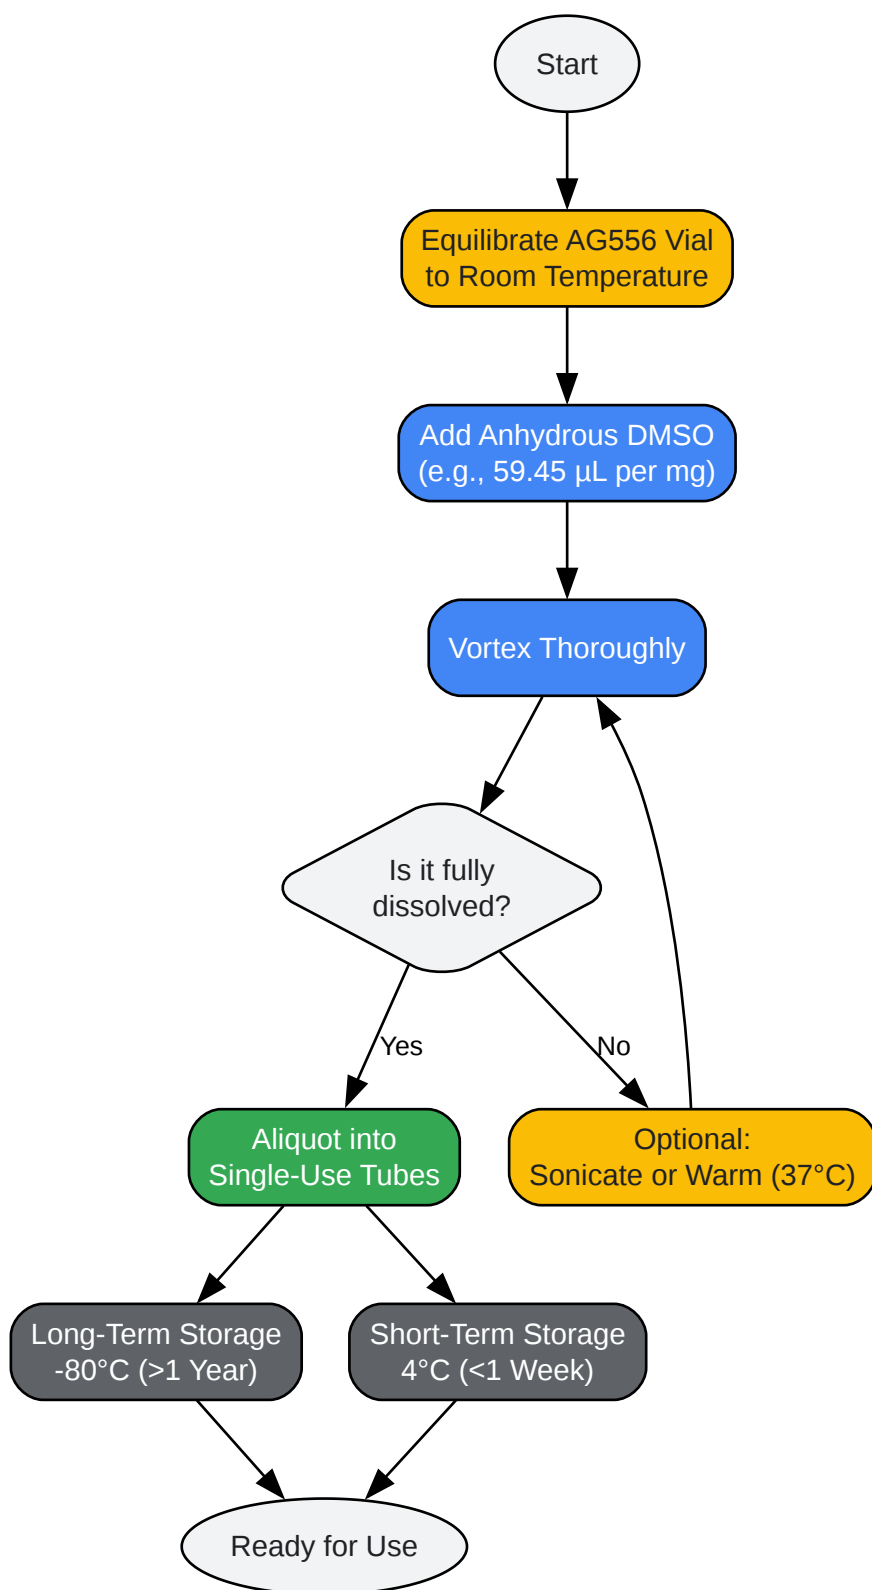 Start
Equilibrate AG556 Vial
to Room Temperature
Add Anhydrous DMSO
(e.g., 59.45 µL per mg)
Vortex Thoroughly
Is it fully
dissolved?
Yes
No
Aliquot into
Single-Use Tubes
Optional:
Sonicate or Warm (37°C)
Long-Term Storage
-80°C (>1 Year)
Short-Term Storage
4°C (<1 Week)
Ready for Use